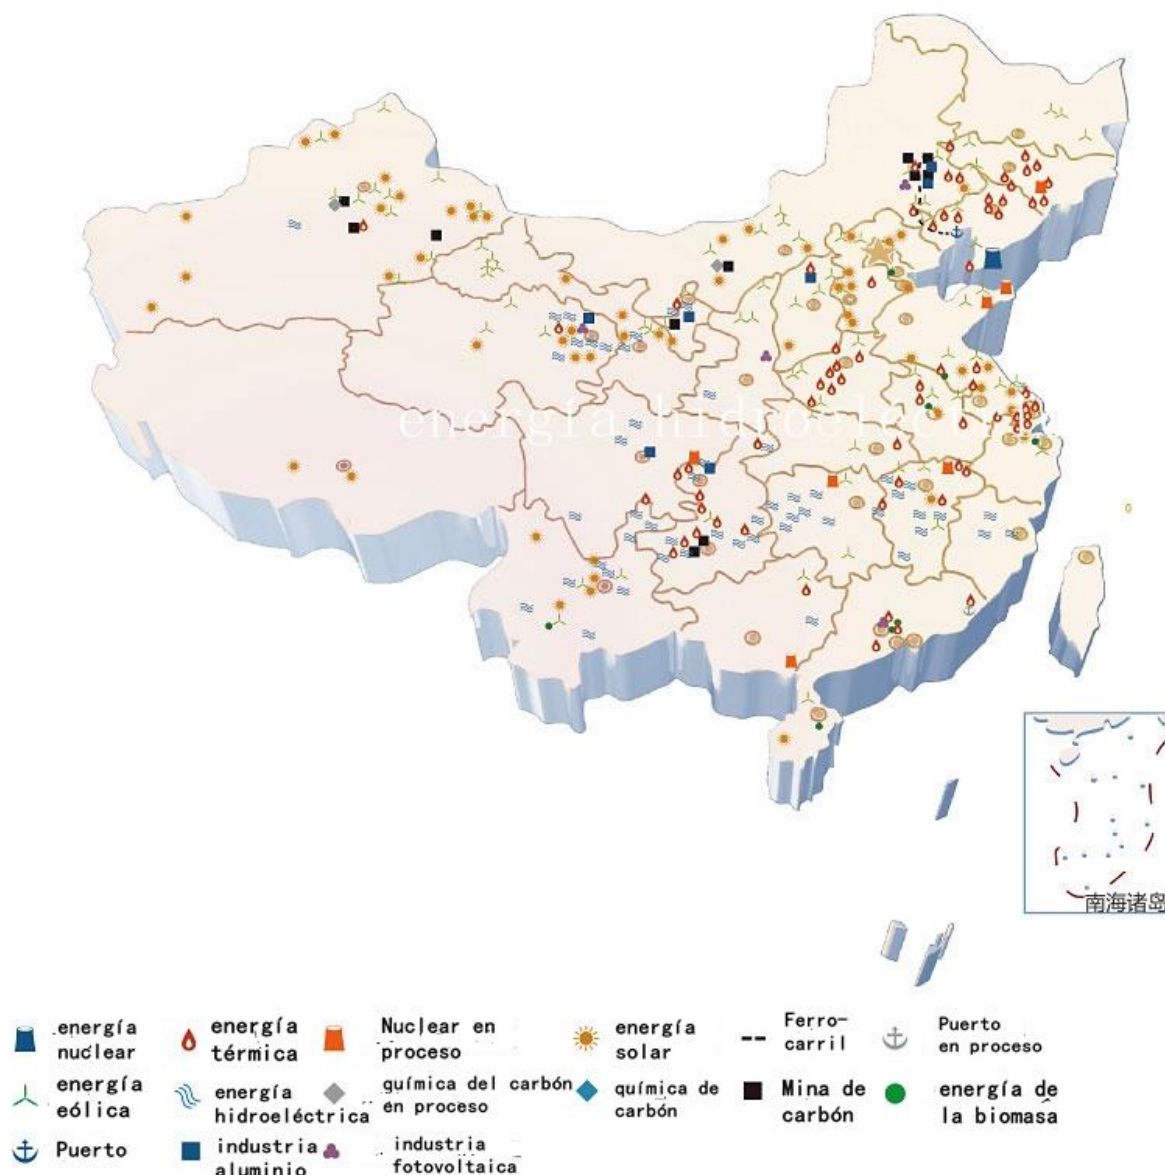 energía hidroeléctrica
南海诸岛
energía
nuclear
energía
térmica
Nuclear en
proceso
energía
solar
Ferro-
carril
Puerto
en proceso
energía
eólica
energía
hidroeléctrica
química del carbón
en proceso
química de
carbón
Mina de
carbón
energía de
la biomasa
Puerto
industria
aluminio
industria
fotovoltaica